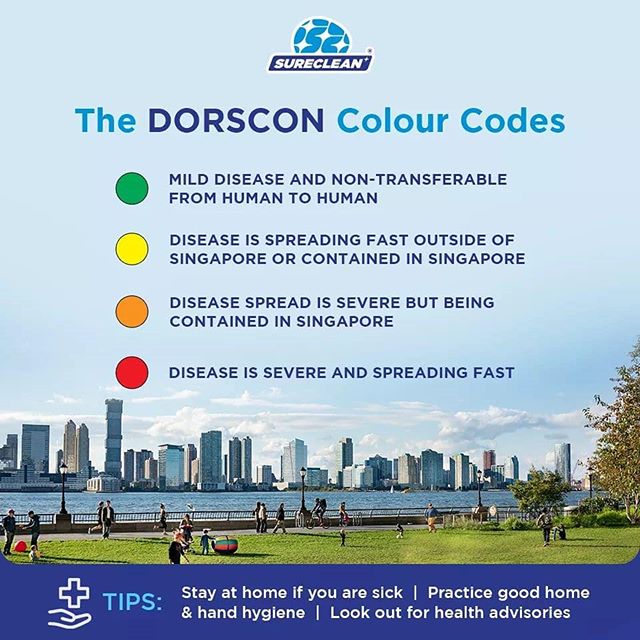 SURECLEAN
The DORSCON Colour Codes
MILD DISEASE AND NON-TRANSFERABLE
FROM HUMAN TO HUMAN
DISEASE IS SPREADING FAST OUTSIDE OF
SINGAPORE OR CONTAINED IN SINGAPORE
DISEASE SPREAD IS SEVERE BUT BEING
CONTAINED IN SINGAPORE
DISEASE IS SEVERE AND SPREADING FAST
TIPS:
Stay at home if you are sick | Practice good home
& hand hygiene | Look out for health advisories